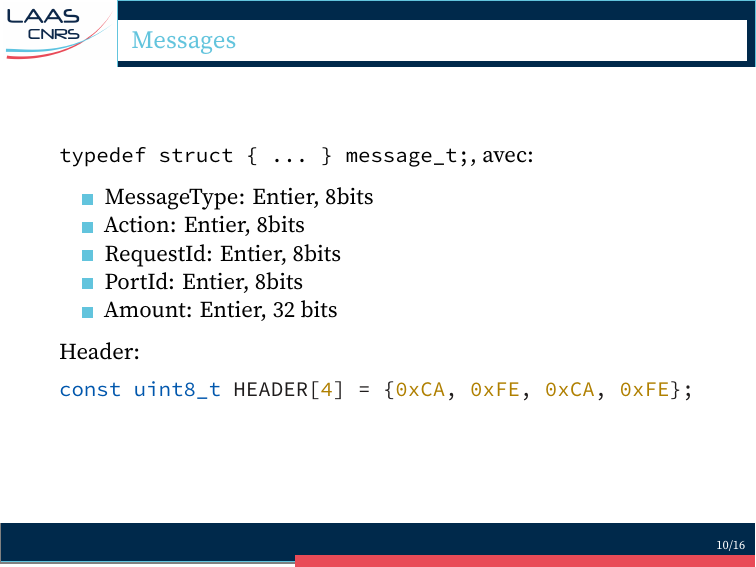 LAAS
CNRS
Messages
typedef struct { ... } message_t;, avec:
MessageType: Entier, 8bits
Action: Entier, 8bits
RequestId: Entier, 8bits
PortId: Entier, 8bits
Amount: Entier, 32 bits
Header:
const uint8_t HEADER[4] = {0xCA, 0xFE, 0xCA, 0xFE};
10/16